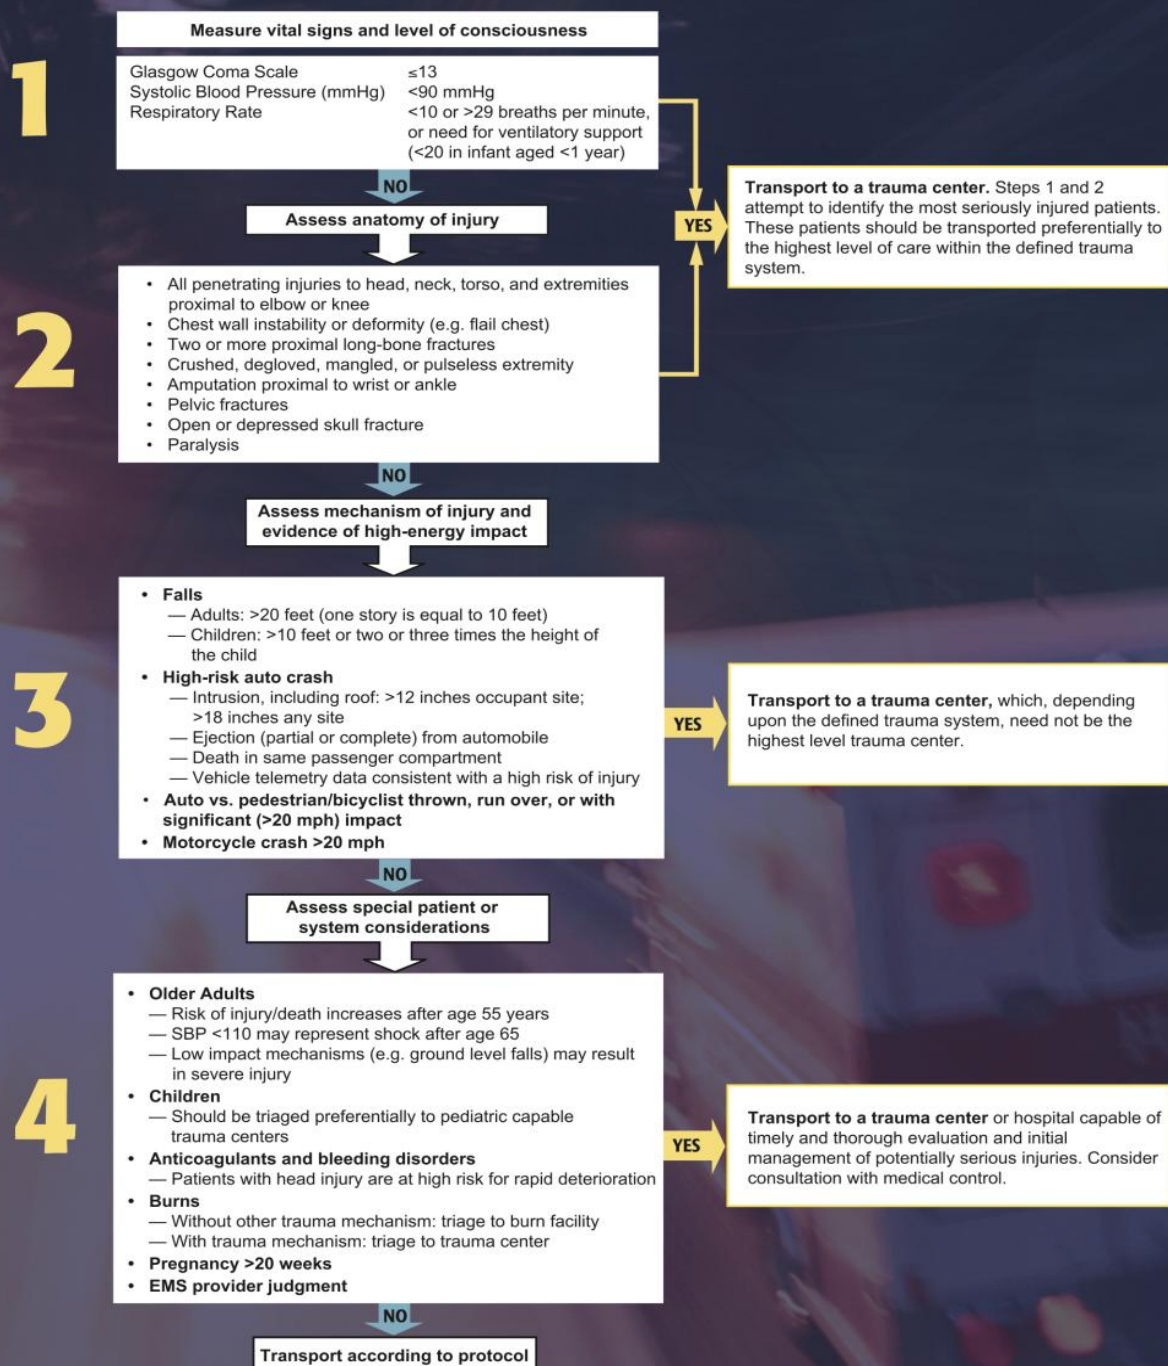 Measure vital signs and level of consciousness
1
Glasgow Coma Scale ≤13
Systolic Blood Pressure (mmHg) <90 mmHg
Respiratory Rate <10 or >29 breaths per minute,
or need for ventilatory support
(<20 in infant aged <1 year)
NO
YES
Transport to a trauma center. Steps 1 and 2
attempt to identify the most seriously injured patients.
These patients should be transported preferentially to
the highest level of care within the defined trauma
system.
Assess anatomy of injury
2
• All penetrating injuries to head, neck, torso, and extremities
proximal to elbow or knee
• Chest wall instability or deformity (e.g. flail chest)
• Two or more proximal long-bone fractures
• Crushed, degloved, mangled, or pulseless extremity
• Amputation proximal to wrist or ankle
• Pelvic fractures
• Open or depressed skull fracture
• Paralysis
NO
Assess mechanism of injury and
evidence of high-energy impact
3
• Falls
— Adults: >20 feet (one story is equal to 10 feet)
— Children: >10 feet or two or three times the height of
the child
• High-risk auto crash
— Intrusion, including roof: >12 inches occupant site;
>18 inches any site
— Ejection (partial or complete) from automobile
— Death in same passenger compartment
— Vehicle telemetry data consistent with a high risk of injury
• Auto vs. pedestrian/bicyclist thrown, run over, or with
significant (>20 mph) impact
• Motorcycle crash >20 mph
YES
Transport to a trauma center, which, depending
upon the defined trauma system, need not be the
highest level trauma center.
NO
Assess special patient or
system considerations
4
• Older Adults
— Risk of injury/death increases after age 55 years
— SBP <110 may represent shock after age 65
— Low impact mechanisms (e.g. ground level falls) may result
in severe injury
• Children
— Should be triaged preferentially to pediatric capable
trauma centers
• Anticoagulants and bleeding disorders
— Patients with head injury are at high risk for rapid deterioration
• Burns
— Without other trauma mechanism: triage to burn facility
— With trauma mechanism: triage to trauma center
• Pregnancy >20 weeks
• EMS provider judgment
YES
Transport to a trauma center or hospital capable of
timely and thorough evaluation and initial
management of potentially serious injuries. Consider
consultation with medical control.
NO
Transport according to protocol